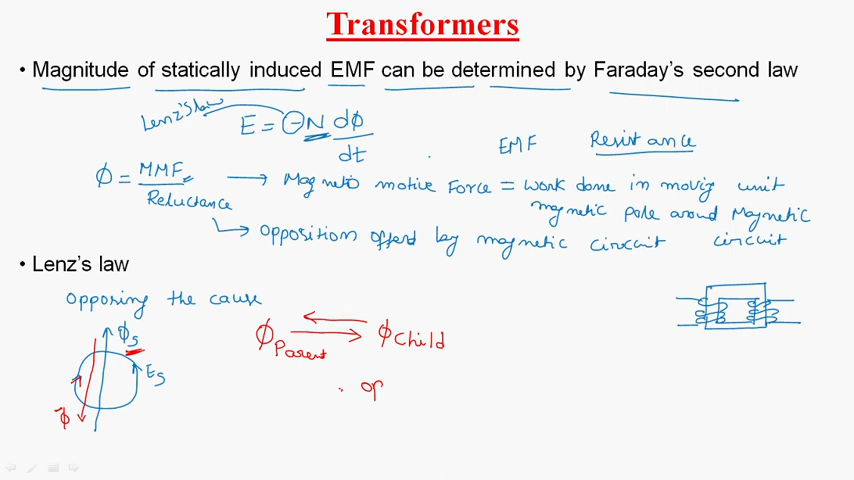 Transformers
• Magnitude of statically induced EMF can be determined by Faraday's second law
Lenz's law
E = ⊖N dϕ/dt
EMF Resistance
ϕ = MMF/Reluctance → Magnetic motive Force = work done in moving unit
magnetic pole around Magnetic
circuit
↳ opposition offered by magnetic circuit
• Lenz's law
opposing the cause
ϕs
Es
ϕ
ϕParent ⇄ ϕChild
op